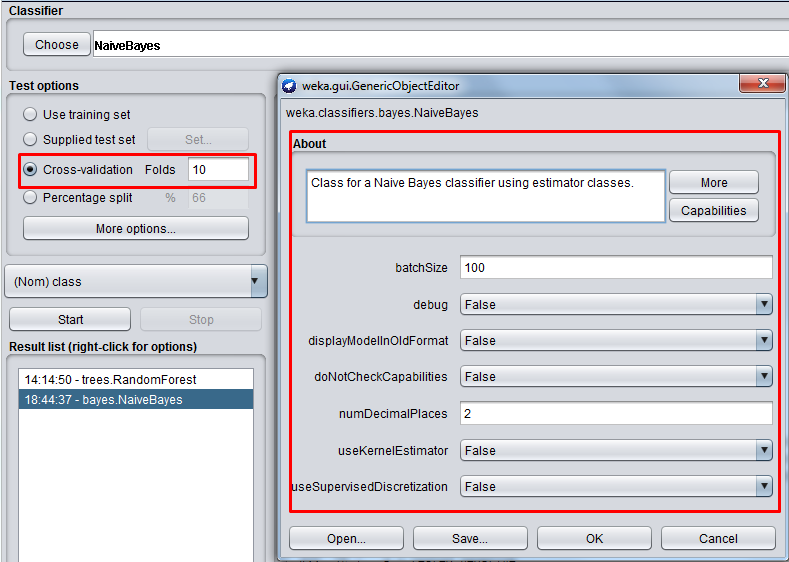 Classifier
Choose NaiveBayes
Test options
Use training set
Supplied test set Set...
Cross-validation Folds 10
Percentage split % 66
More options...
(Nom) class
Start Stop
Result list (right-click for options)
14:14:50 - trees.RandomForest
18:44:37 - bayes.NaiveBayes
weka.gui.GenericObjectEditor
weka.classifiers.bayes.NaiveBayes
About
Class for a Naive Bayes classifier using estimator classes.
More
Capabilities
batchSize 100
debug False
displayModelInOldFormat False
doNotCheckCapabilities False
numDecimalPlaces 2
useKernelEstimator False
useSupervisedDiscretization False
Open... Save... OK Cancel